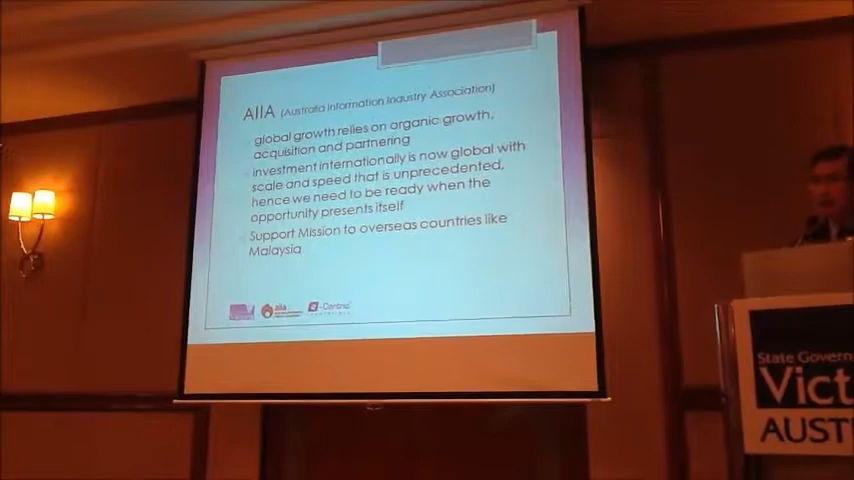 AIIA (Australia Information Industry Association)
global growth relies on organic growth,
acquisition and partnering
investment internationally is now global with
scale and speed that is unprecedented,
hence we need to be ready when the
opportunity presents itself
Support Mission to overseas countries like
Malaysia
aiia
e-Centric
State Governm
Victo
AUSTR